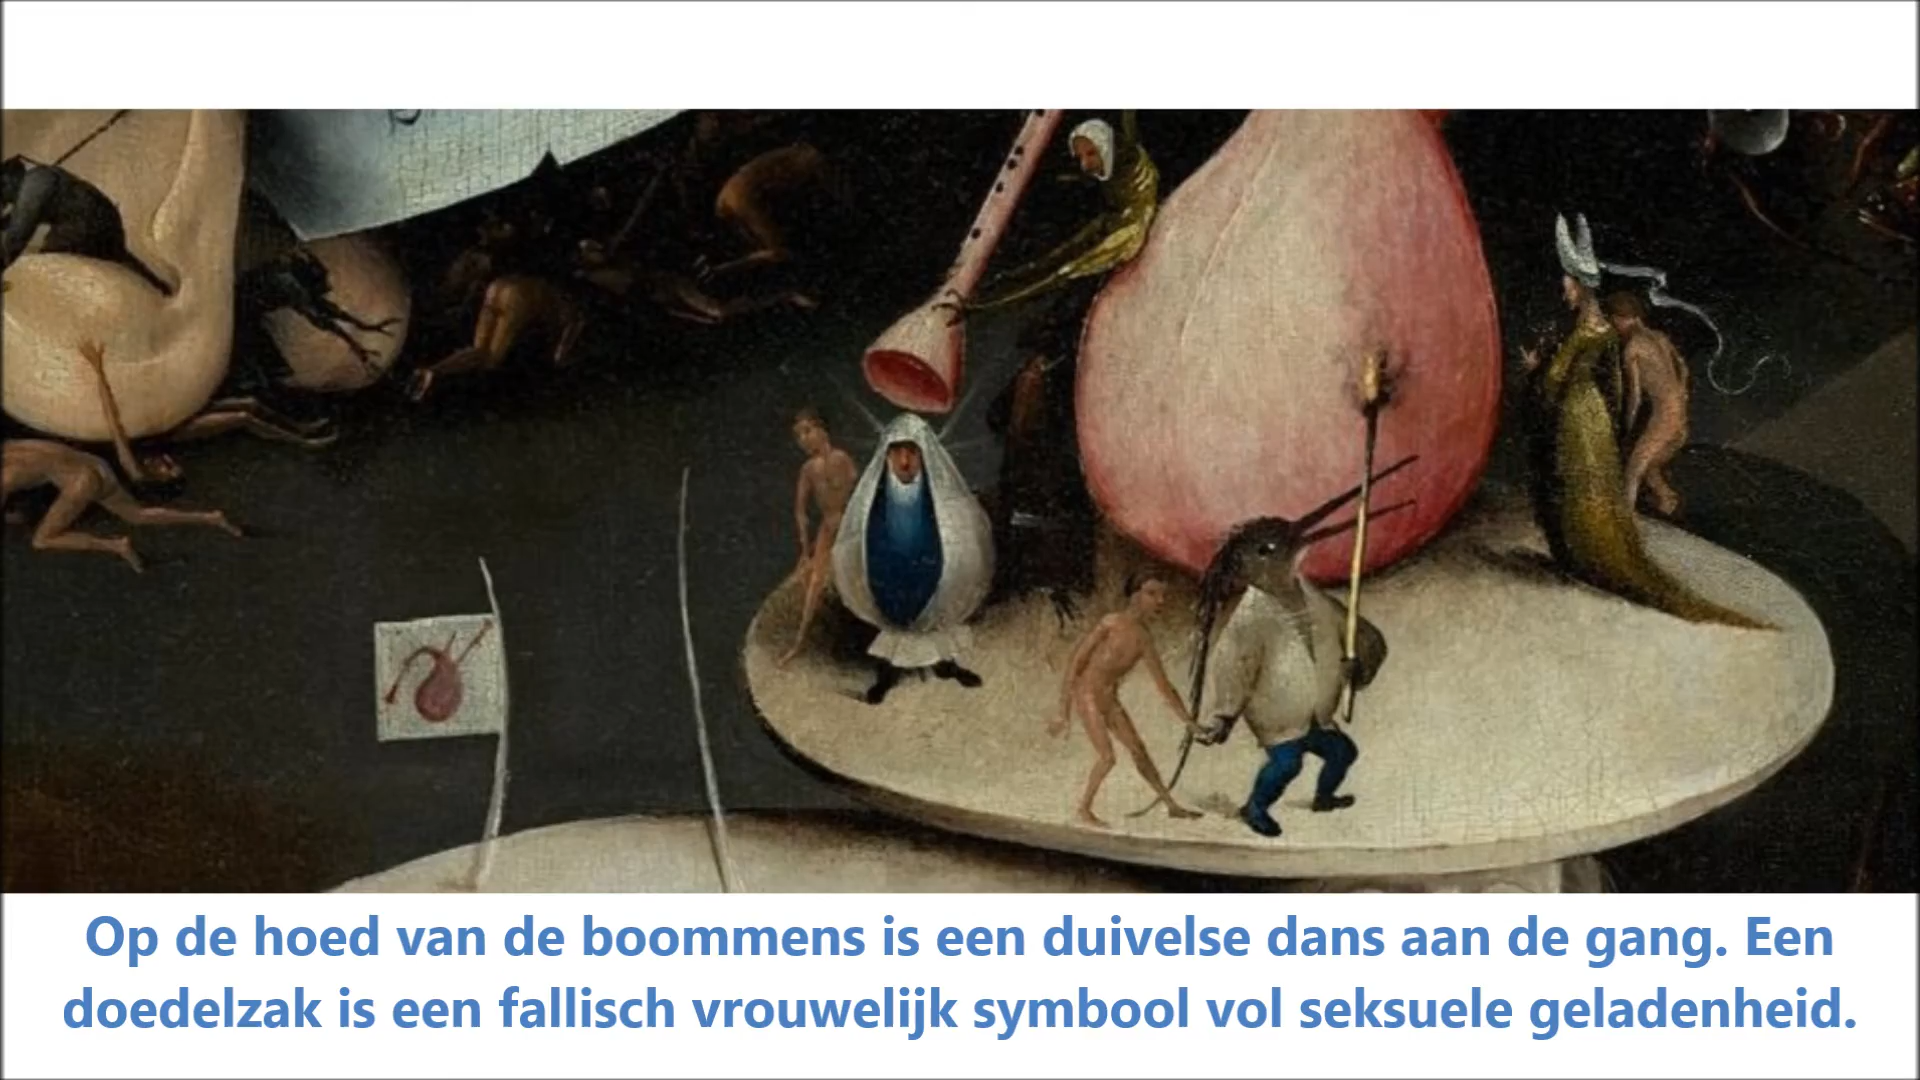 Op de hoed van de boommens is een duivelse dans aan de gang. Een
doedelzak is een fallisch vrouwelijk symbool vol seksuele geladenheid.